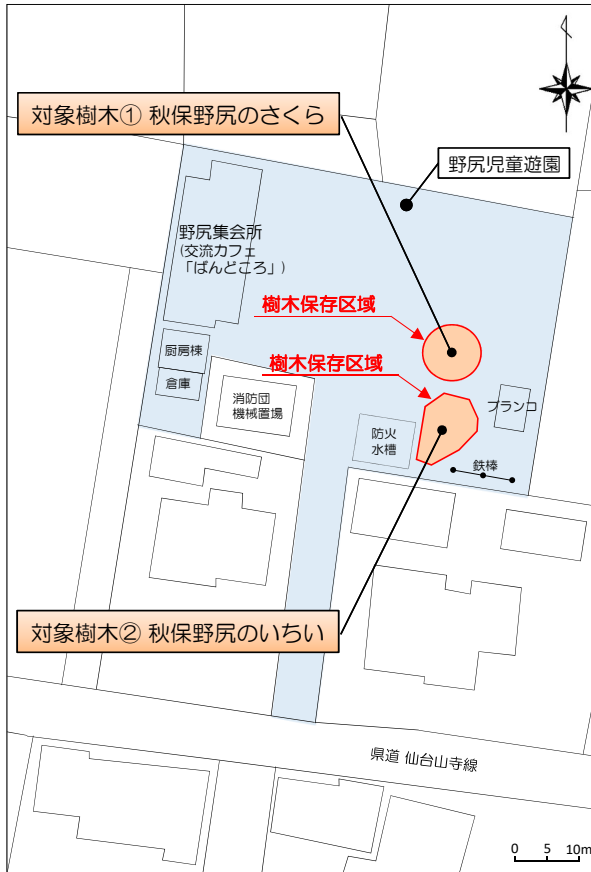 対象樹木① 秋保野尻のさくら
野尻児童遊園
野尻集会所
(交流カフェ
「ばんどころ」)
樹木保存区域
厨房棟
樹木保存区域
倉庫
消防団
機械置場
ブランコ
防火
水槽
鉄棒
対象樹木② 秋保野尻のいちい
県道 仙台山寺線
0 5 10m